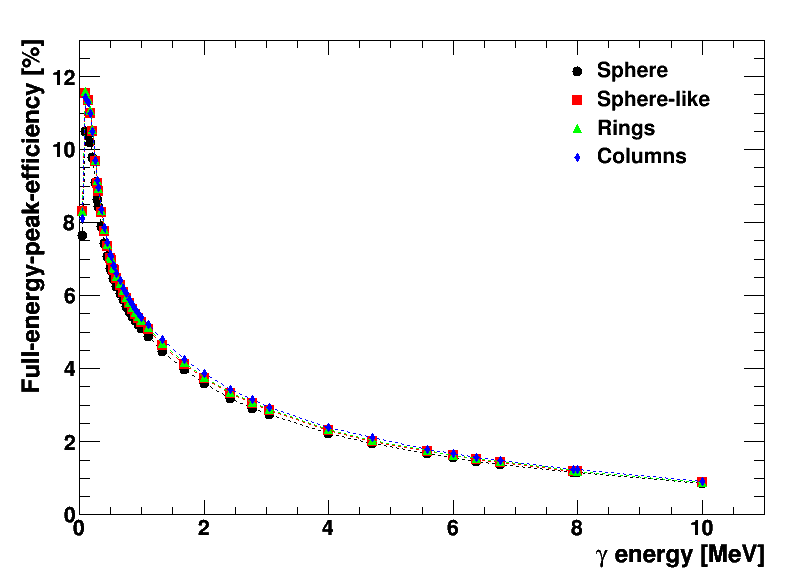 Full-energy-peak-efficiency [%]
12
10
8
6
4
2
0
Sphere
Sphere-like
Rings
Columns
0 2 4 6 8 10
γ energy [MeV]